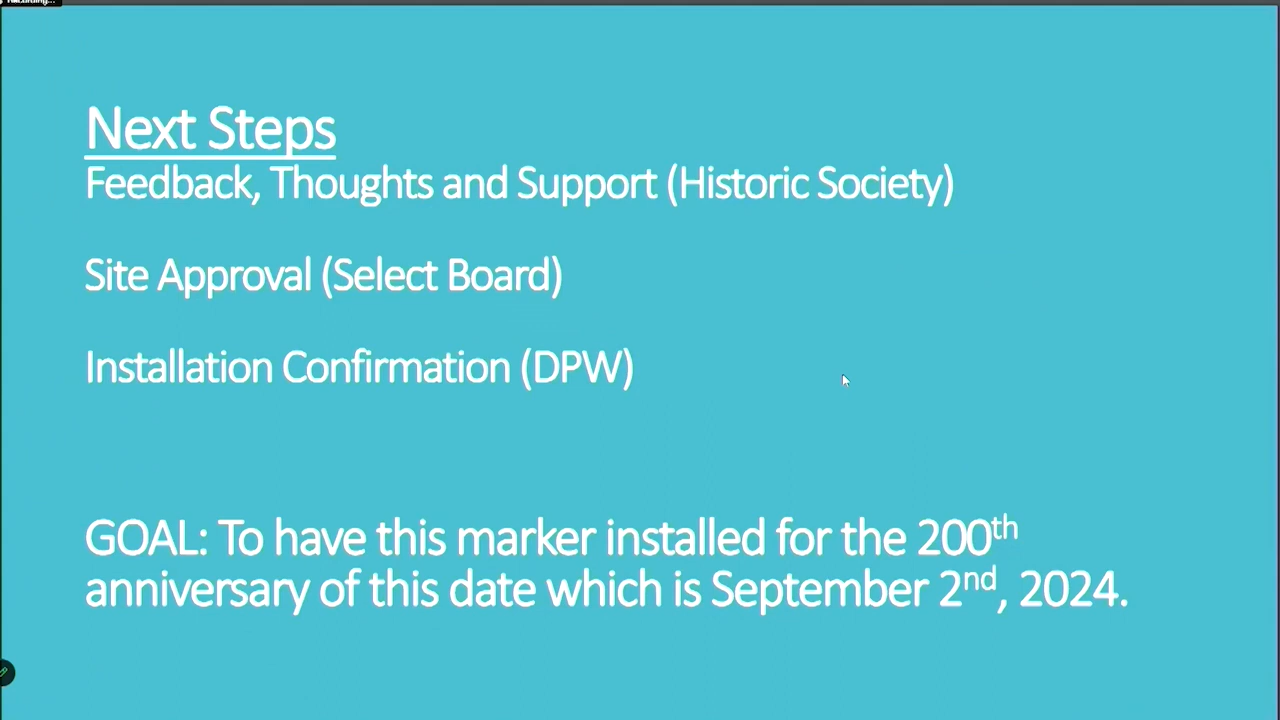 Recording...
Next Steps
Feedback, Thoughts and Support (Historic Society)
Site Approval (Select Board)
Installation Confirmation (DPW)
GOAL: To have this marker installed for the 200th
anniversary of this date which is September 2nd, 2024.